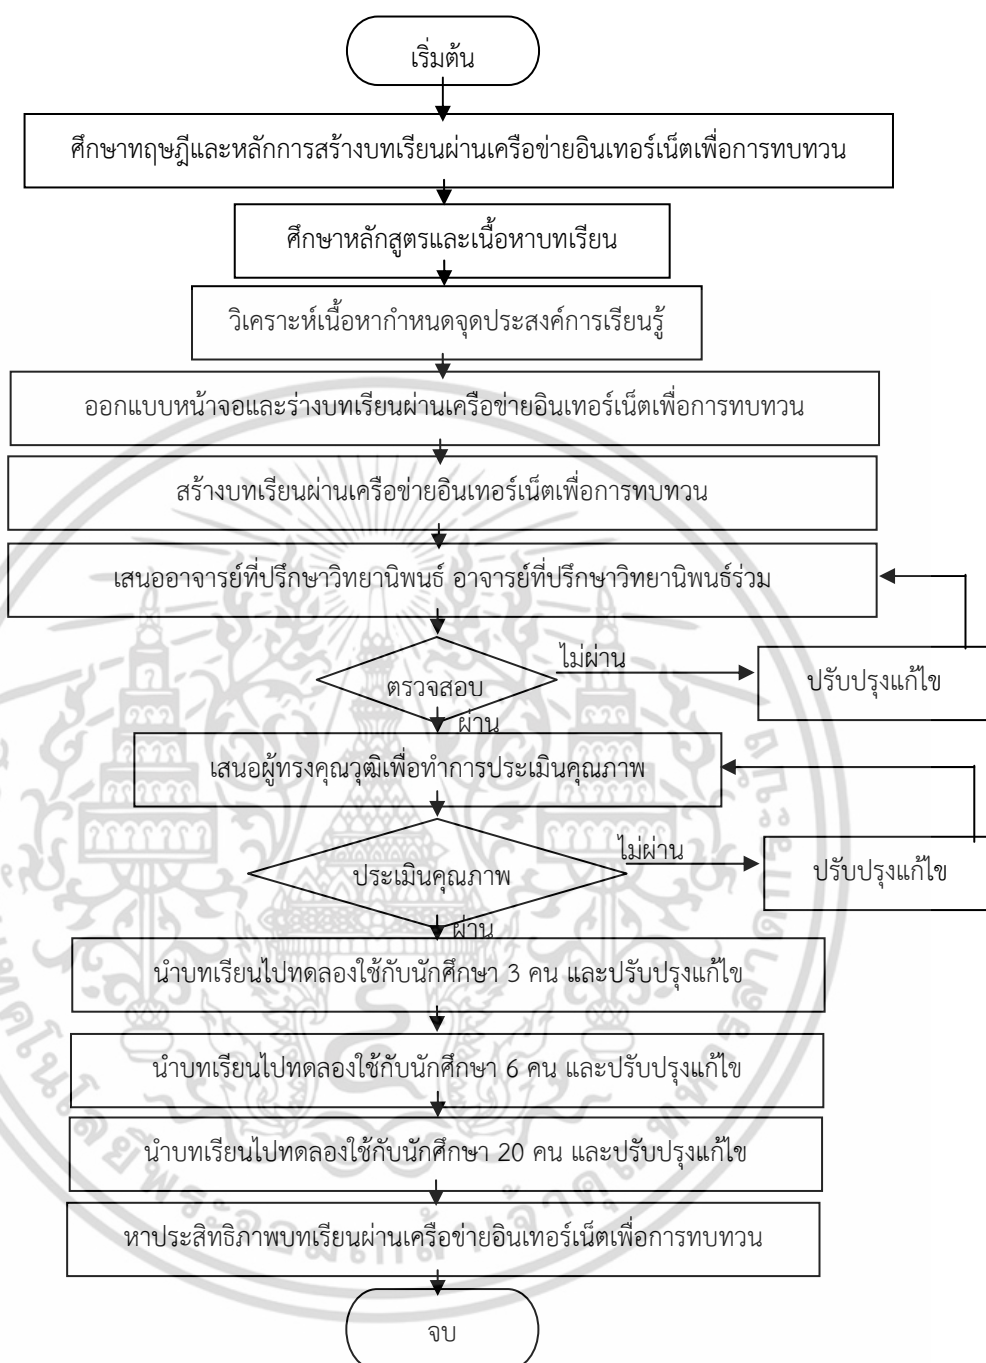 เริ่มต้น
ศึกษาทฤษฎีและหลักการสร้างบทเรียนผ่านเครือข่ายอินเทอร์เน็ตเพื่อการทบทวน
ศึกษาหลักสูตรและเนื้อหาบทเรียน
วิเคราะห์เนื้อหากำหนดจุดประสงค์การเรียนรู้
ออกแบบหน้าจอและร่างบทเรียนผ่านเครือข่ายอินเทอร์เน็ตเพื่อการทบทวน
สร้างบทเรียนผ่านเครือข่ายอินเทอร์เน็ตเพื่อการทบทวน
เสนออาจารย์ที่ปรึกษาวิทยานิพนธ์ อาจารย์ที่ปรึกษาวิทยานิพนธ์ร่วม
ตรวจสอบ
ไม่ผ่าน
ปรับปรุงแก้ไข
ผ่าน
เสนอผู้ทรงคุณวุฒิเพื่อทำการประเมินคุณภาพ
ประเมินคุณภาพ
ไม่ผ่าน
ปรับปรุงแก้ไข
ผ่าน
นำบทเรียนไปทดลองใช้กับนักศึกษา 3 คน และปรับปรุงแก้ไข
นำบทเรียนไปทดลองใช้กับนักศึกษา 6 คน และปรับปรุงแก้ไข
นำบทเรียนไปทดลองใช้กับนักศึกษา 20 คน และปรับปรุงแก้ไข
หาประสิทธิภาพบทเรียนผ่านเครือข่ายอินเทอร์เน็ตเพื่อการทบทวน
จบ